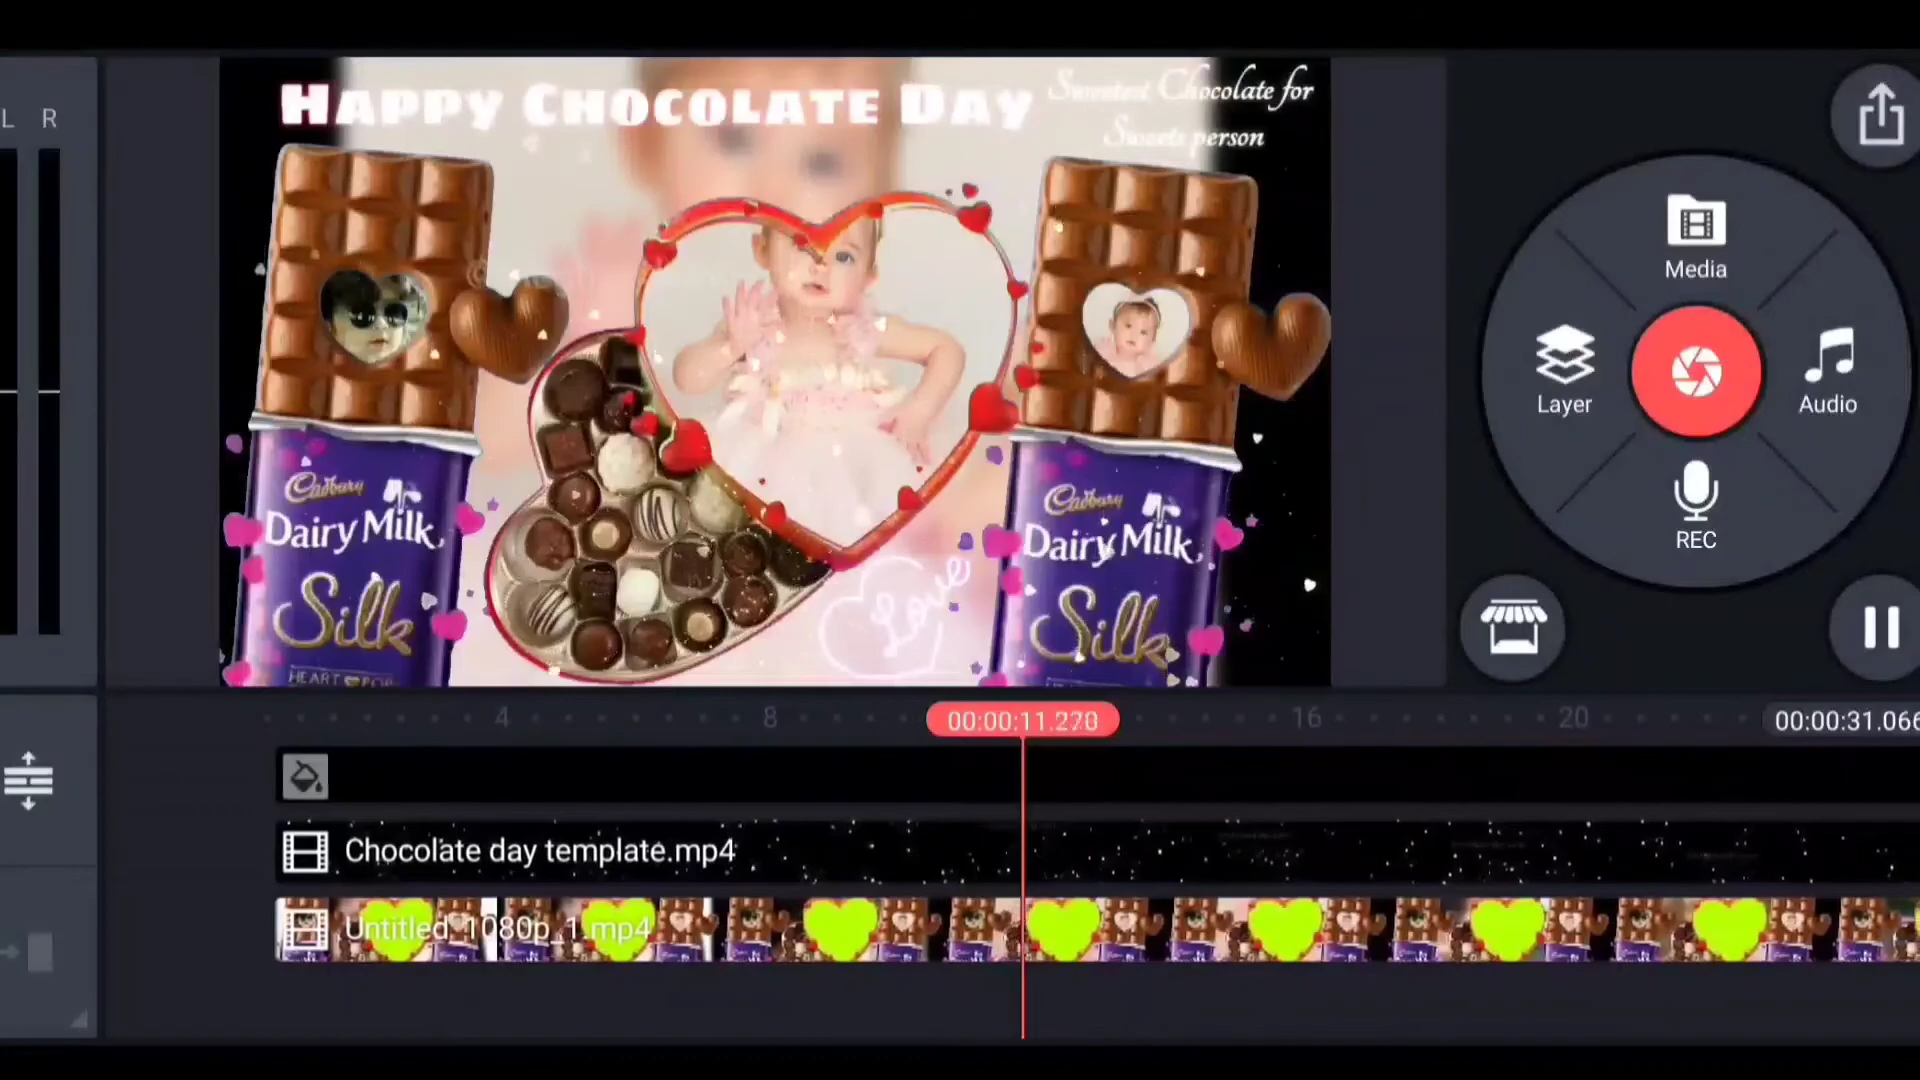 L R
HAPPY CHOCOLATE DAY
Sweetest Chocolate for
Sweets person
Cadbury
Dairy Milk
Silk
Love
Cadbury
Dairy Milk
Silk
Media
Layer
Audio
REC
4
8
00:00:11.270
16
20
00:00:31.066
Chocolate day template.mp4
Untitled_1080p_1.mp4